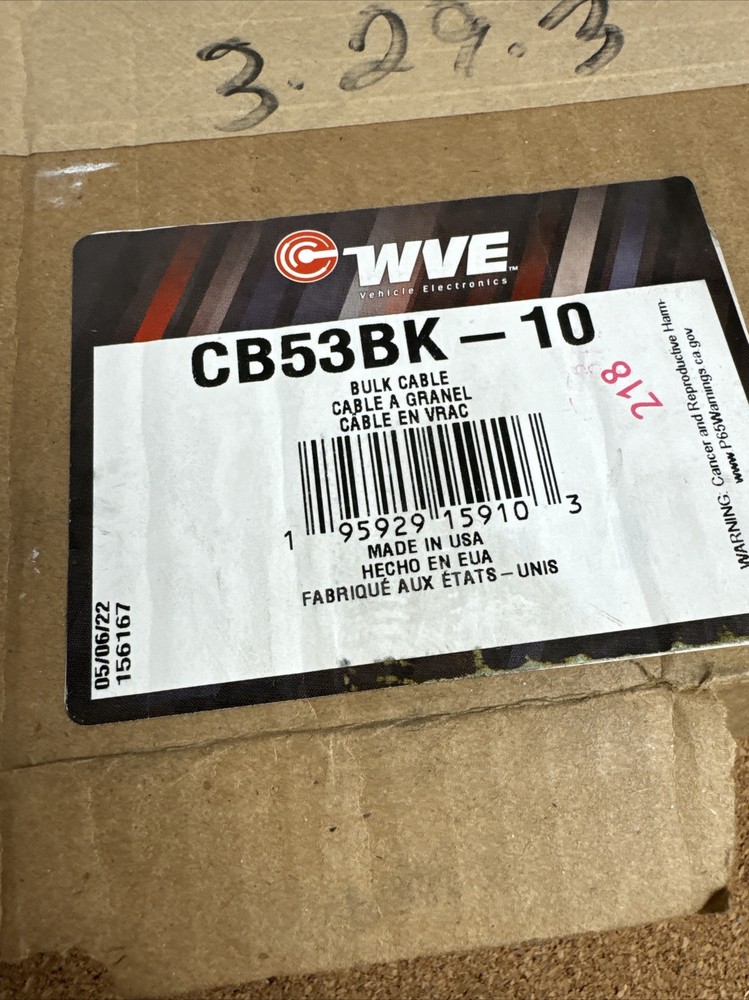 3.29.3
WVE™
Vehicle Electronics
CB53BK – 10
BULK CABLE
CABLE A GRANEL
CÂBLE EN VRAC
218
1 95929 15910 3
MADE IN USA
HECHO EN EUA
FABRIQUÉ AUX ÉTATS – UNIS
05/06/22
156167
WARNING: Cancer and Reproductive Harm-
www.P65Warnings.ca.gov